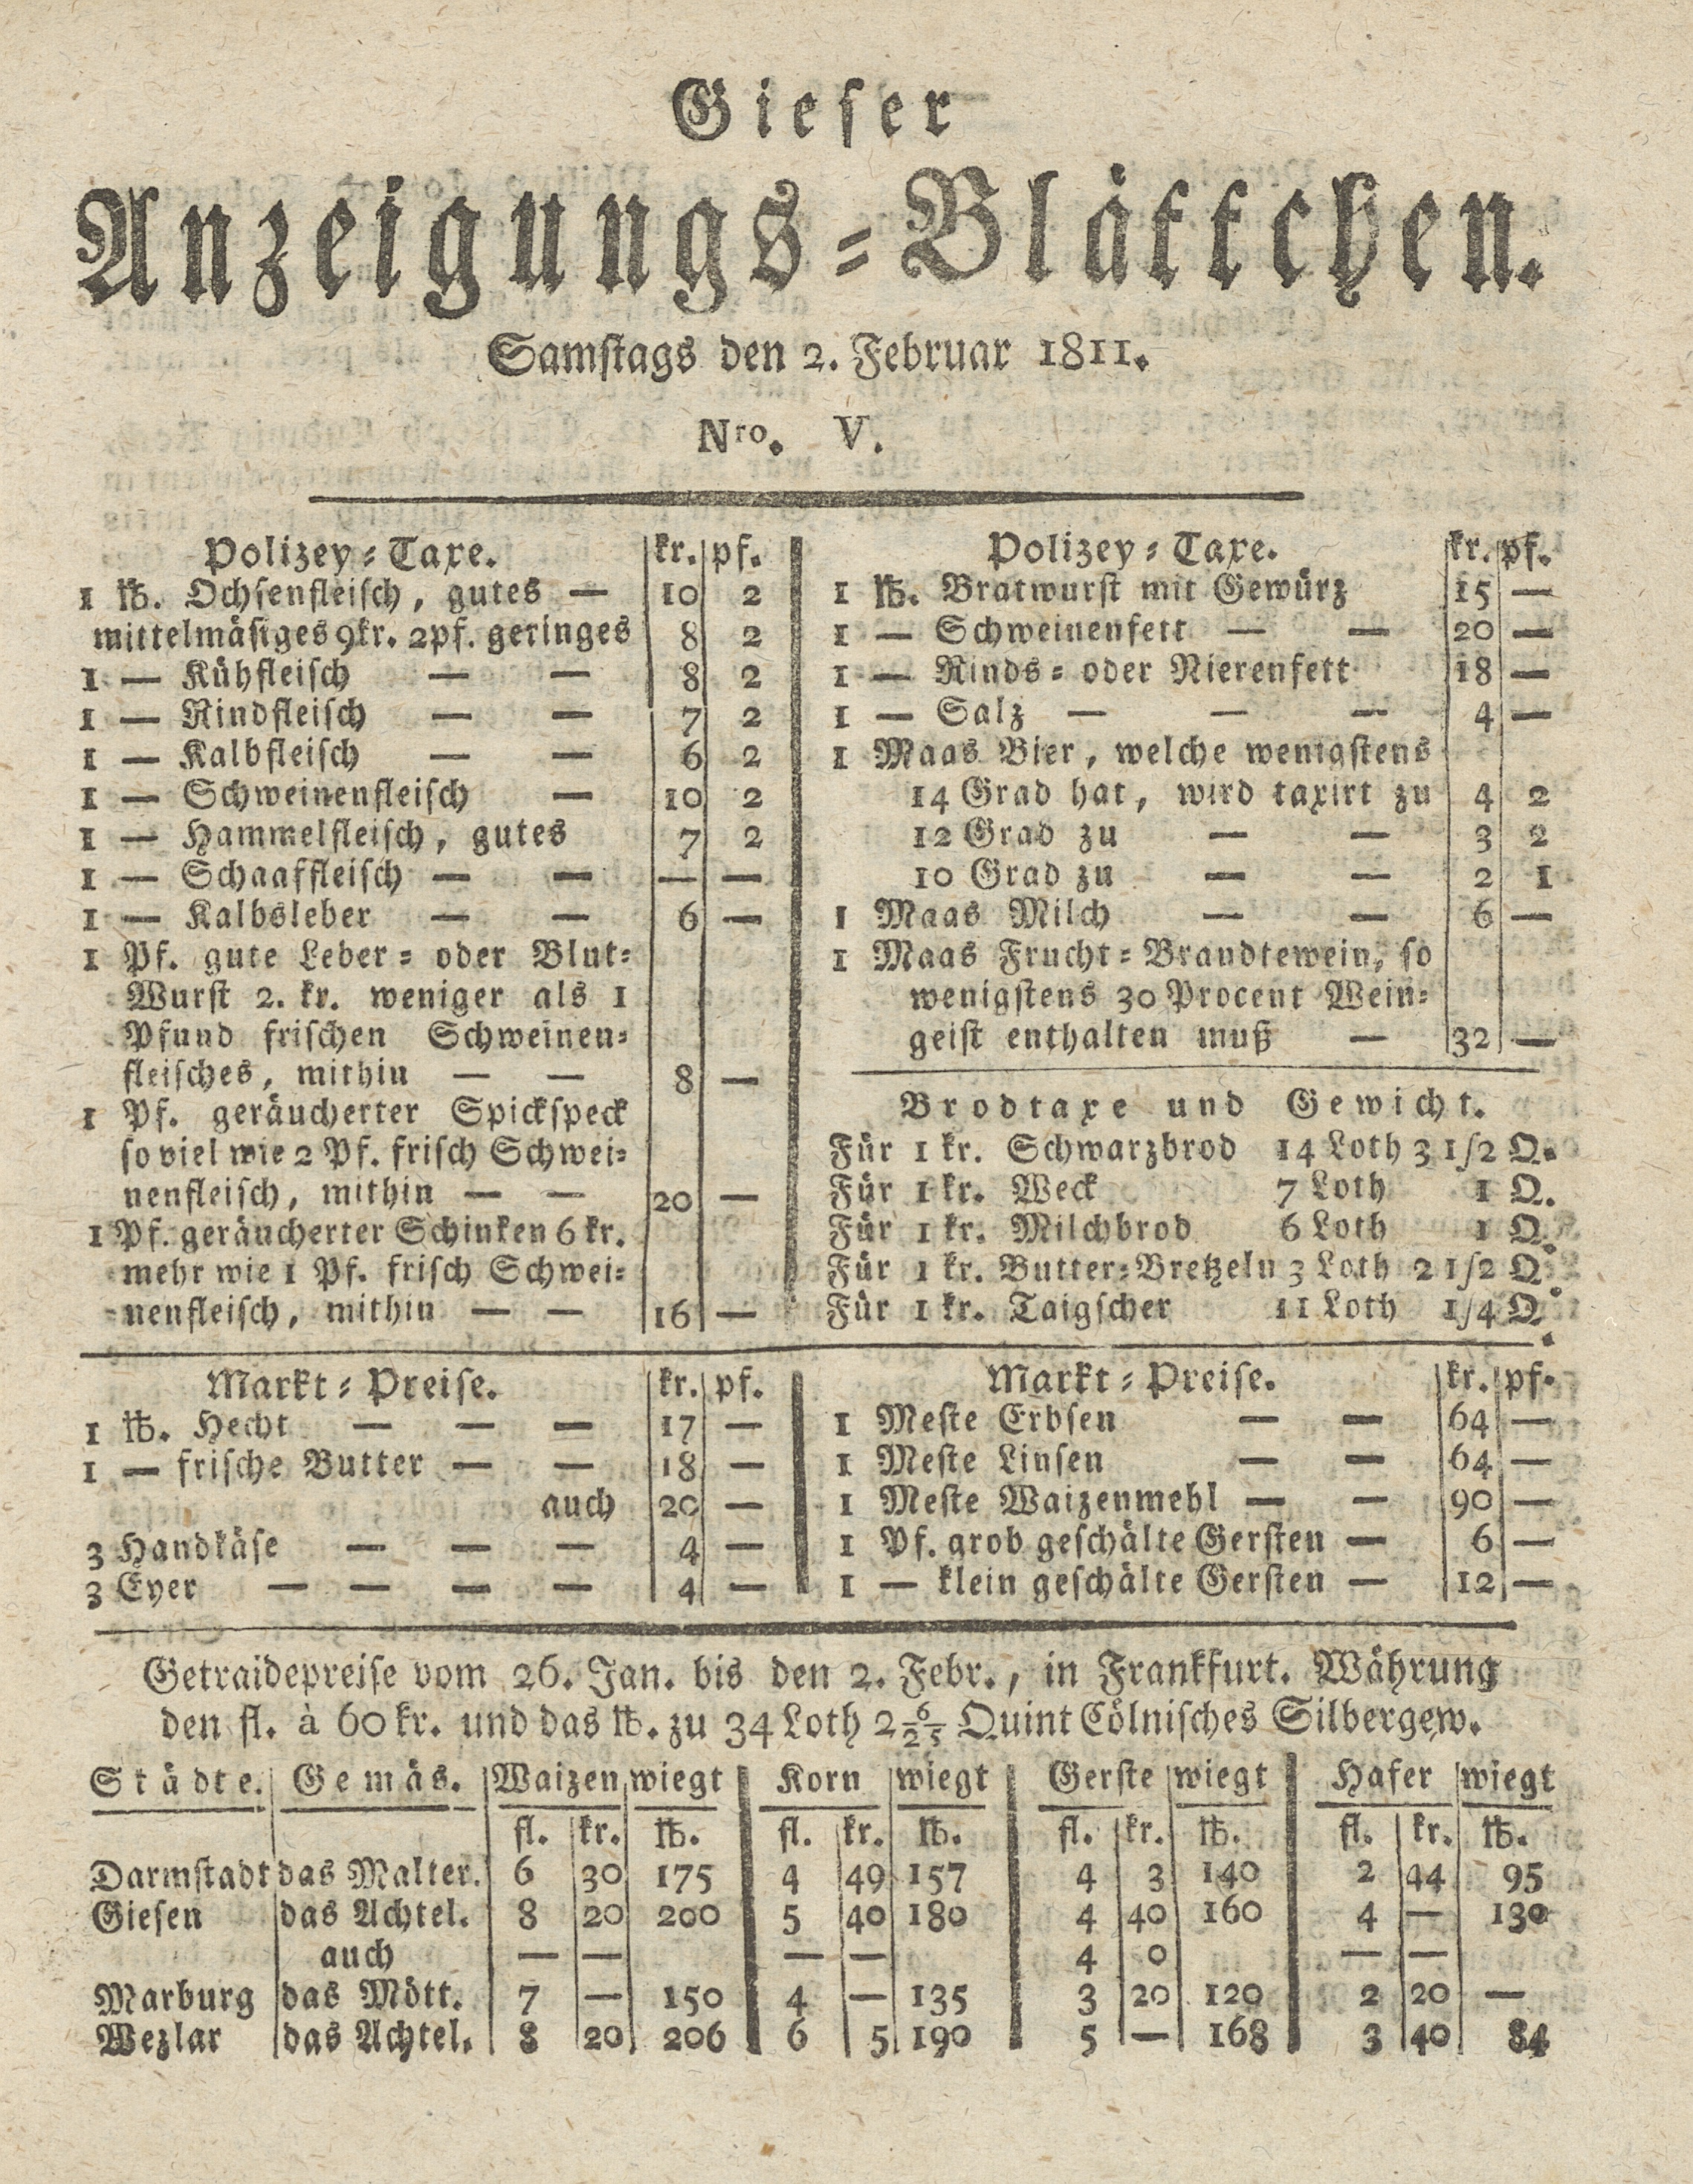 Gieser
Anzeigungs-Blättchen.
Samstags den 2. Februar 1811.
Nro. V.
Polizey-Taxe. kr. pf.
1 ℔. Ochsenfleisch, gutes — 10 2
mittelmäsiges 9kr. 2pf. geringes 8 2
1 — Kühfleisch — — 8 2
1 — Rindfleisch — — 7 2
1 — Kalbfleisch — — 6 2
1 — Schweinenfleisch — 10 2
1 — Hammelfleisch, gutes 7 2
1 — Schaaffleisch — — — —
1 — Kalbsleber — — 6 —
1 Pf. gute Leber- oder Blut-
Wurst 2. kr. weniger als 1
Pfund frischen Schweinen-
fleisches, mithin — — 8 —
1 Pf. geräucherter Spickspeck
so viel wie 2 Pf. frisch Schwei-
nenfleisch, mithin — — 20 —
1 Pf. geräucherter Schinken 6 kr.
mehr wie 1 Pf. frisch Schwei-
nenfleisch, mithin — — 16 —
Polizey-Taxe. kr. pf.
1 ℔. Bratwurst mit Gewürz 15 —
1 — Schweinenfett — — 20 —
1 — Rinds- oder Nierenfett 18 —
1 — Salz — — — 4 —
1 Maas Bier, welche wenigstens
14 Grad hat, wird taxirt zu 4 2
12 Grad zu — — 3 2
10 Grad zu — — 2 1
1 Maas Milch — — 6 —
1 Maas Frucht-Brandtewein, so
wenigstens 30 Procent Wein-
geist enthalten muß — 32 —
Brodtaxe und Gewicht.
Für 1 kr. Schwarzbrod 14 Loth 3 1/2 Q.
Für 1 kr. Weck 7 Loth 1 Q.
Für 1 kr. Milchbrod 6 Loth 1 Q.
Für 1 kr. Butter-Bretzeln 3 Loth 2 1/2 Q.
Für 1 kr. Taigscher 11 Loth 1/4 Q.
Markt-Preise. kr. pf.
1 ℔. Hecht — — — 17 —
1 — frische Butter — — 18 —
auch 20 —
3 Handkäse — — — 4 —
3 Eyer — — — — 4 —
Markt-Preise. kr. pf.
1 Meste Erbsen — — 64 —
1 Meste Linsen — — 64 —
1 Meste Waizenmehl — — 90 —
1 Pf. grob geschälte Gersten — 6 —
1 — klein geschälte Gersten — 12 —
Getraidepreise vom 26. Jan. bis den 2. Febr., in Frankfurt. Währung
den fl. à 60 kr. und das ℔. zu 34 Loth 2 6/25 Quint Cölnisches Silbergew.
Städte. Gemäs. Waizen wiegt Korn wiegt Gerste wiegt Hafer wiegt
fl. kr. ℔. fl. kr. ℔. fl. kr. ℔. fl. kr. ℔.
Darmstadt das Malter. 6 30 175 4 49 157 4 3 140 2 44 95
Giesen das Achtel. 8 20 200 5 40 180 4 40 160 4 — 130
auch — — — — 4 0 — —
Marburg das Mött. 7 — 150 4 — 135 3 20 120 2 20 —
Wezlar das Achtel. 8 20 206 6 5 190 5 — 168 3 40 84